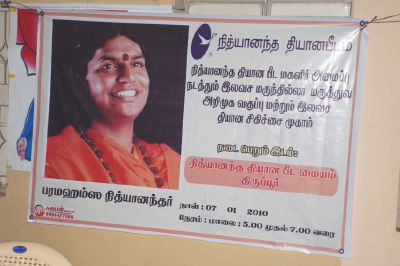 நித்யானந்த தியானபீடம்
நித்யானந்த தியான பீட மகளிர் அமைப்பு
நடத்தும் இலவச மருந்தில்லா மருத்துவ
அறிமுக வகுப்பு மற்றும் இலவச
தியான சிகிச்சை முகாம்
நடை பெறும் இடம்:
நித்யானந்த தியான பீட மையம்
திருப்பூர்
பரமஹம்ஸ நித்யானந்தர்
நாள் : 07 01 2010
நேரம் : மாலை: 5.00 முதல் 7.00 வரை